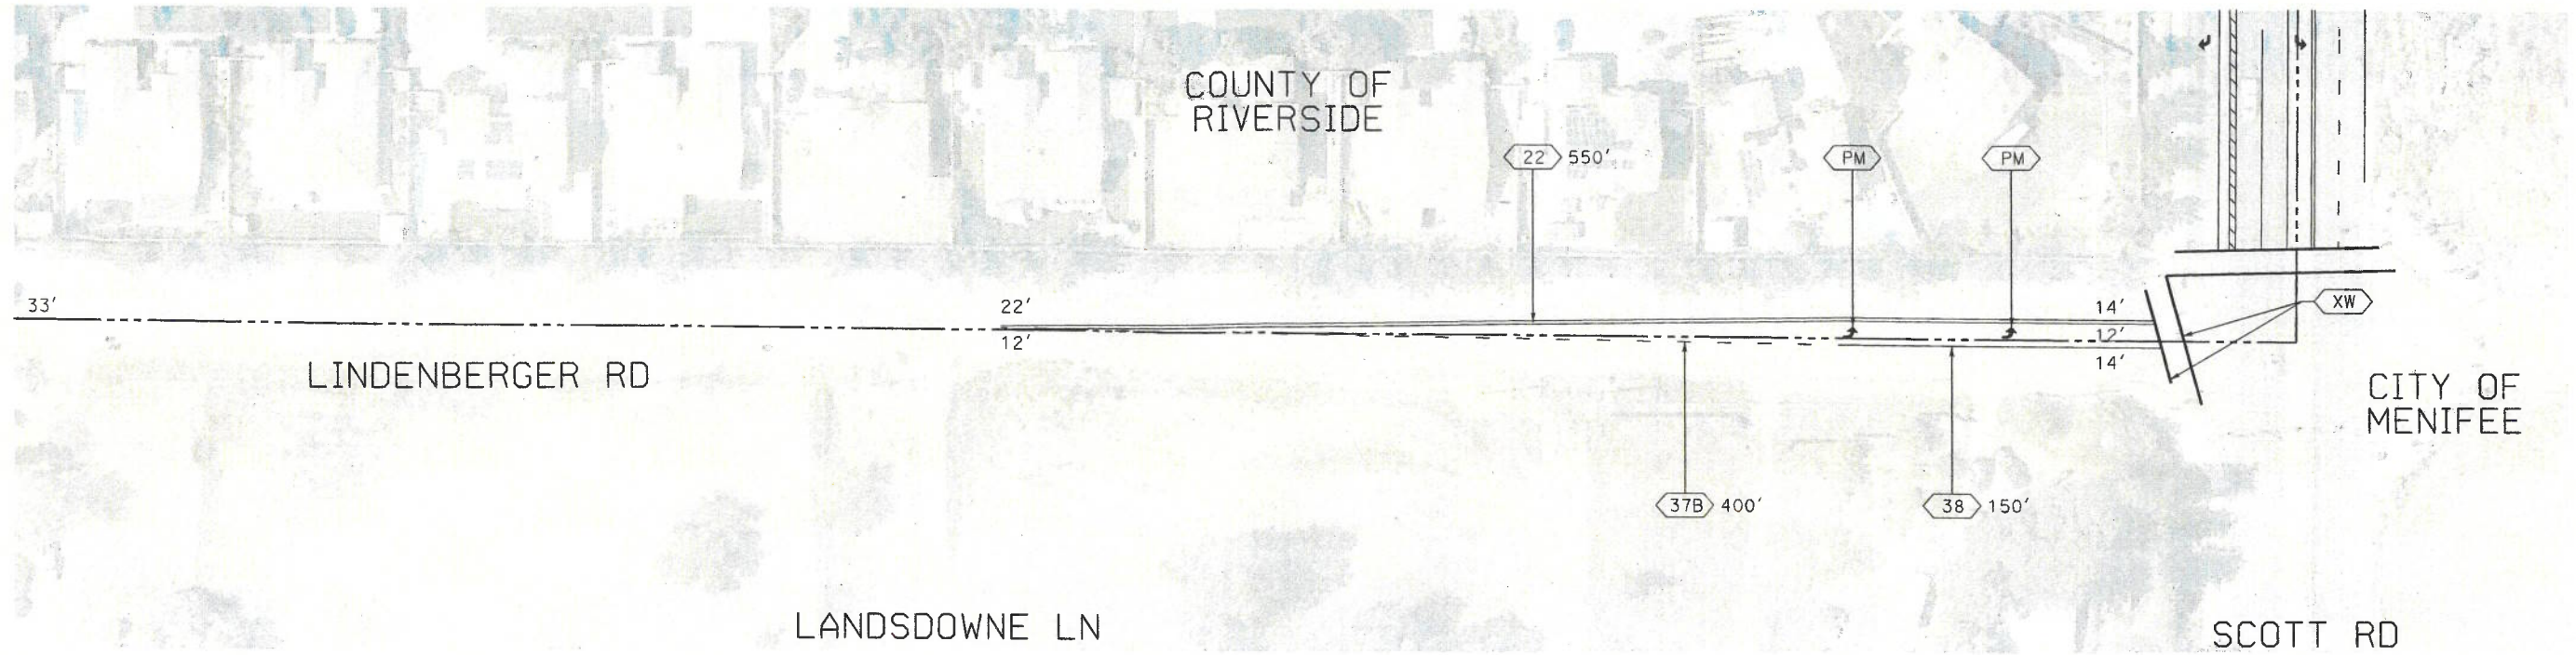 COUNTY OF
RIVERSIDE
22 550'
PM
PM
33'
22'
14'
XW
12'
12'
14'
LINDENBERGER RD
CITY OF
MENIFEE
37B 400'
38 150'
LANDSDOWNE LN
SCOTT RD